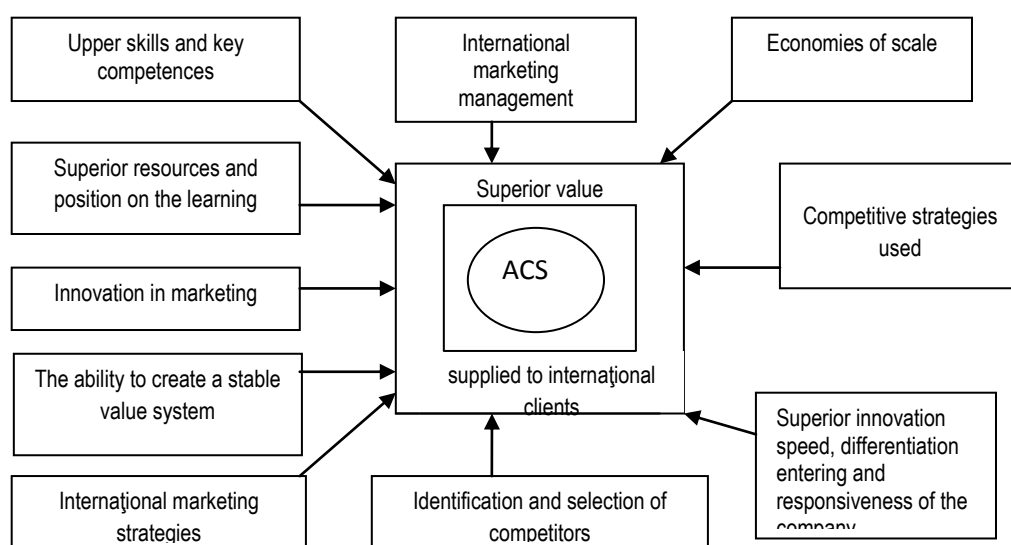 Upper skills and key
competences
International
marketing
management
Economies of scale
Superior resources and
position on the learning
Superior value
Competitive strategies
used
ACS
Innovation in marketing
The ability to create a stable
value system
supplied to internaţional
clients
Superior innovation
speed, differentiation
entering and
responsiveness of the
company
Internaţional marketing
strategies
Identification and selection of
competitors